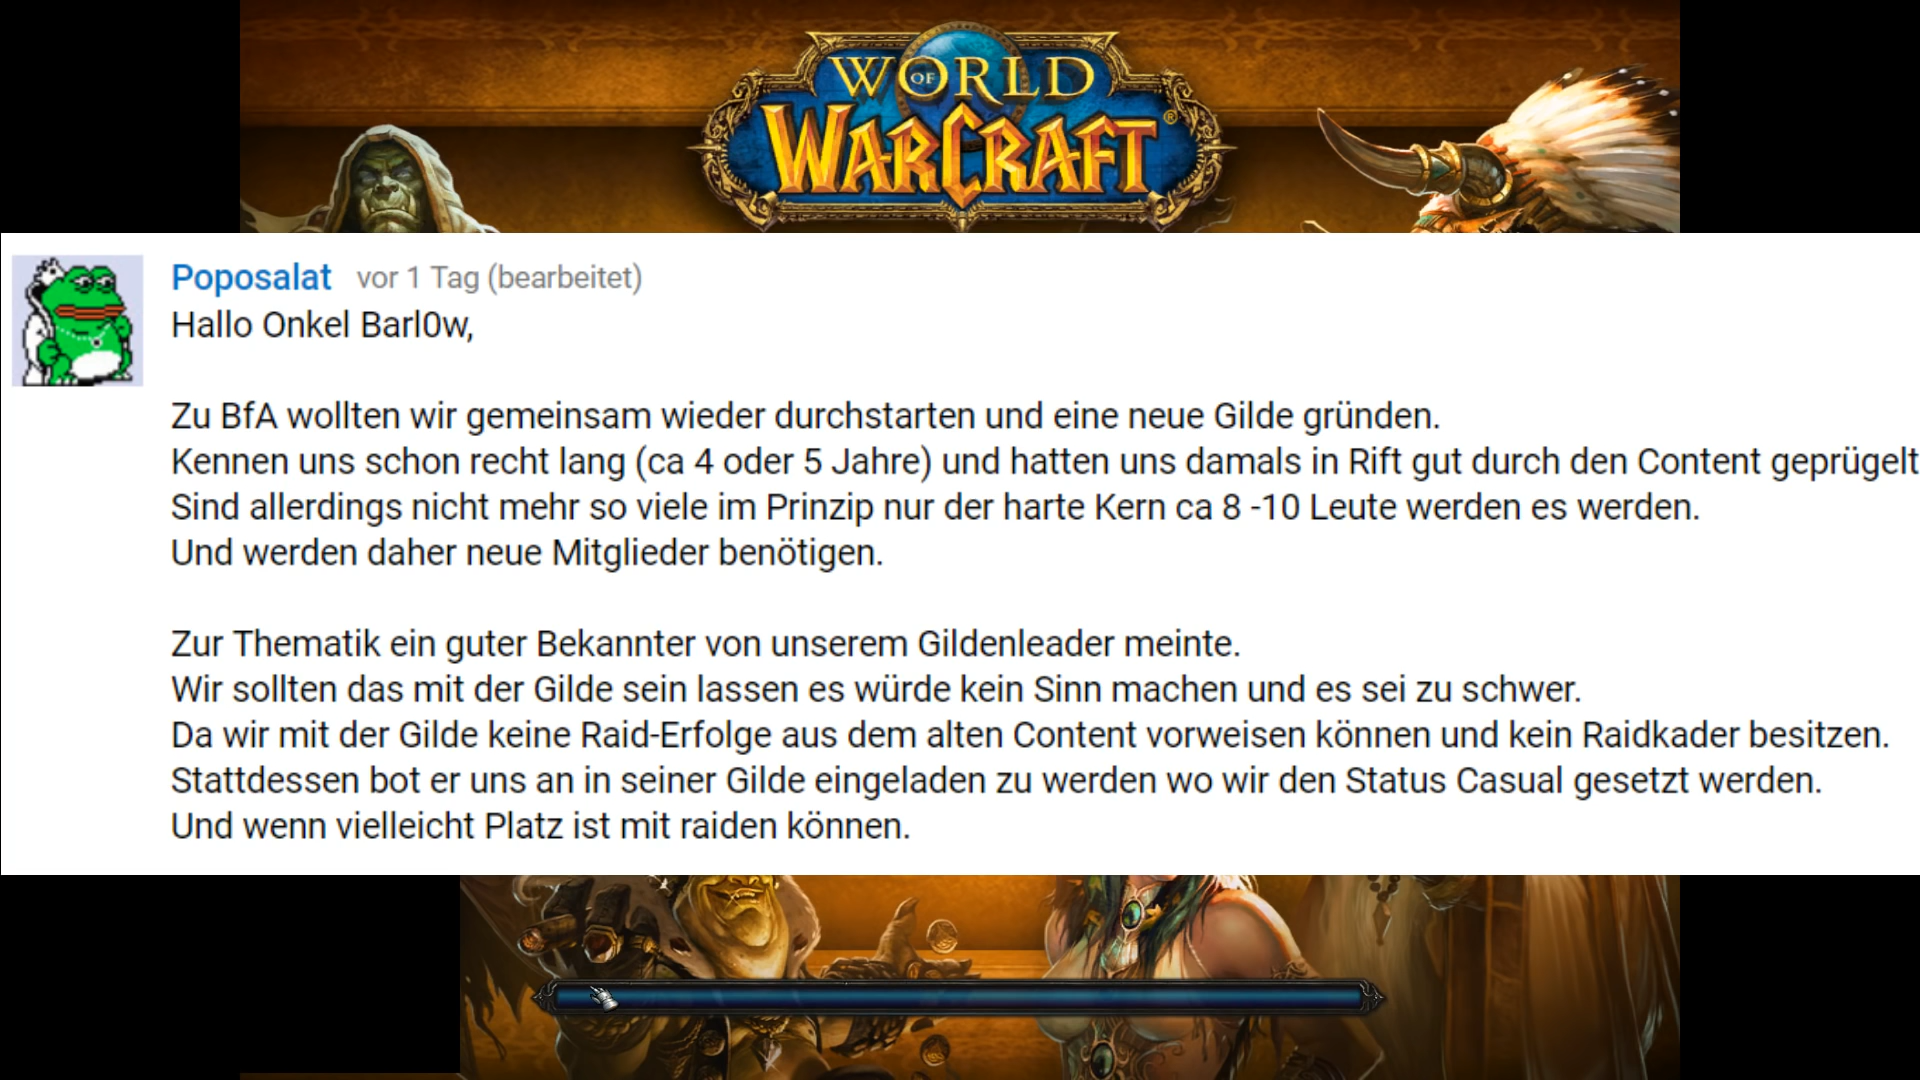 WORLD
OF
WARCRAFT
®
Poposalat vor 1 Tag (bearbeitet)
Hallo Onkel Barl0w,
Zu BfA wollten wir gemeinsam wieder durchstarten und eine neue Gilde gründen.
Kennen uns schon recht lang (ca 4 oder 5 Jahre) und hatten uns damals in Rift gut durch den Content geprügelt
Sind allerdings nicht mehr so viele im Prinzip nur der harte Kern ca 8 -10 Leute werden es werden.
Und werden daher neue Mitglieder benötigen.
Zur Thematik ein guter Bekannter von unserem Gildenleader meinte.
Wir sollten das mit der Gilde sein lassen es würde kein Sinn machen und es sei zu schwer.
Da wir mit der Gilde keine Raid-Erfolge aus dem alten Content vorweisen können und kein Raidkader besitzen.
Stattdessen bot er uns an in seiner Gilde eingeladen zu werden wo wir den Status Casual gesetzt werden.
Und wenn vielleicht Platz ist mit raiden können.